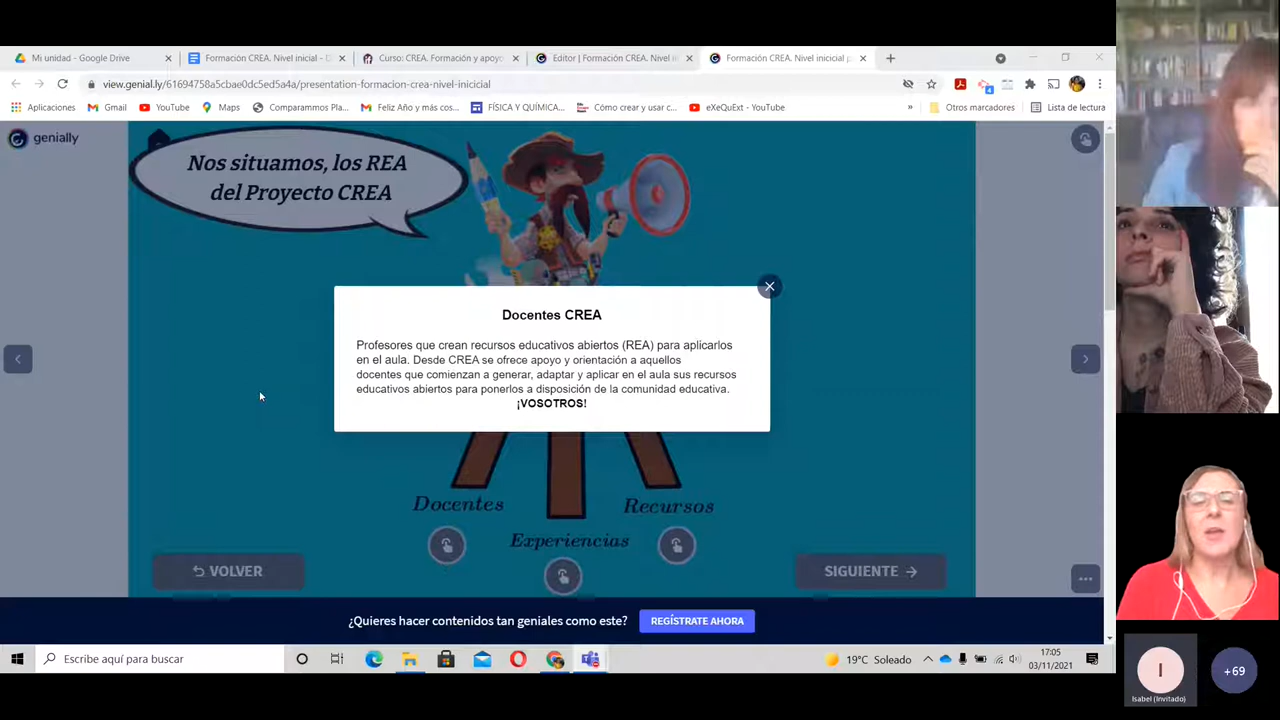 Mi unidad - Google Drive
Formación CREA. Nivel inicial -
Curso: CREA. Formación y apoyo
Editor | Formación CREA. Nivel in
Formación CREA. Nivel inicicial p
view.genial.ly/61694758a5cbae0dc5ed5a4a/presentation-formacion-crea-nivel-inicicial
Aplicaciones
Gmail
YouTube
Maps
Comparamos Plam...
Feliz Año y más cos...
FÍSICA Y QUÍMICA...
Cómo crear y usar c...
eXeQuExt - YouTube
»
Otros marcadores
Lista de lectura
genially
Nos situamos, los REA
del Proyecto CREA
Docentes CREA
Profesores que crean recursos educativos abiertos (REA) para aplicarlos
en el aula. Desde CREA se ofrece apoyo y orientación a aquellos
docentes que comienzan a generar, adaptar y aplicar en el aula sus recursos
educativos abiertos para ponerlos a disposición de la comunidad educativa.
¡VOSOTROS!
Docentes
Recursos
Experiencias
VOLVER
SIGUIENTE
¿Quieres hacer contenidos tan geniales como este?
REGÍSTRATE AHORA
Escribe aquí para buscar
19°C Soleado
17:05
03/11/2021
I
Isabel (Invitado)
+69